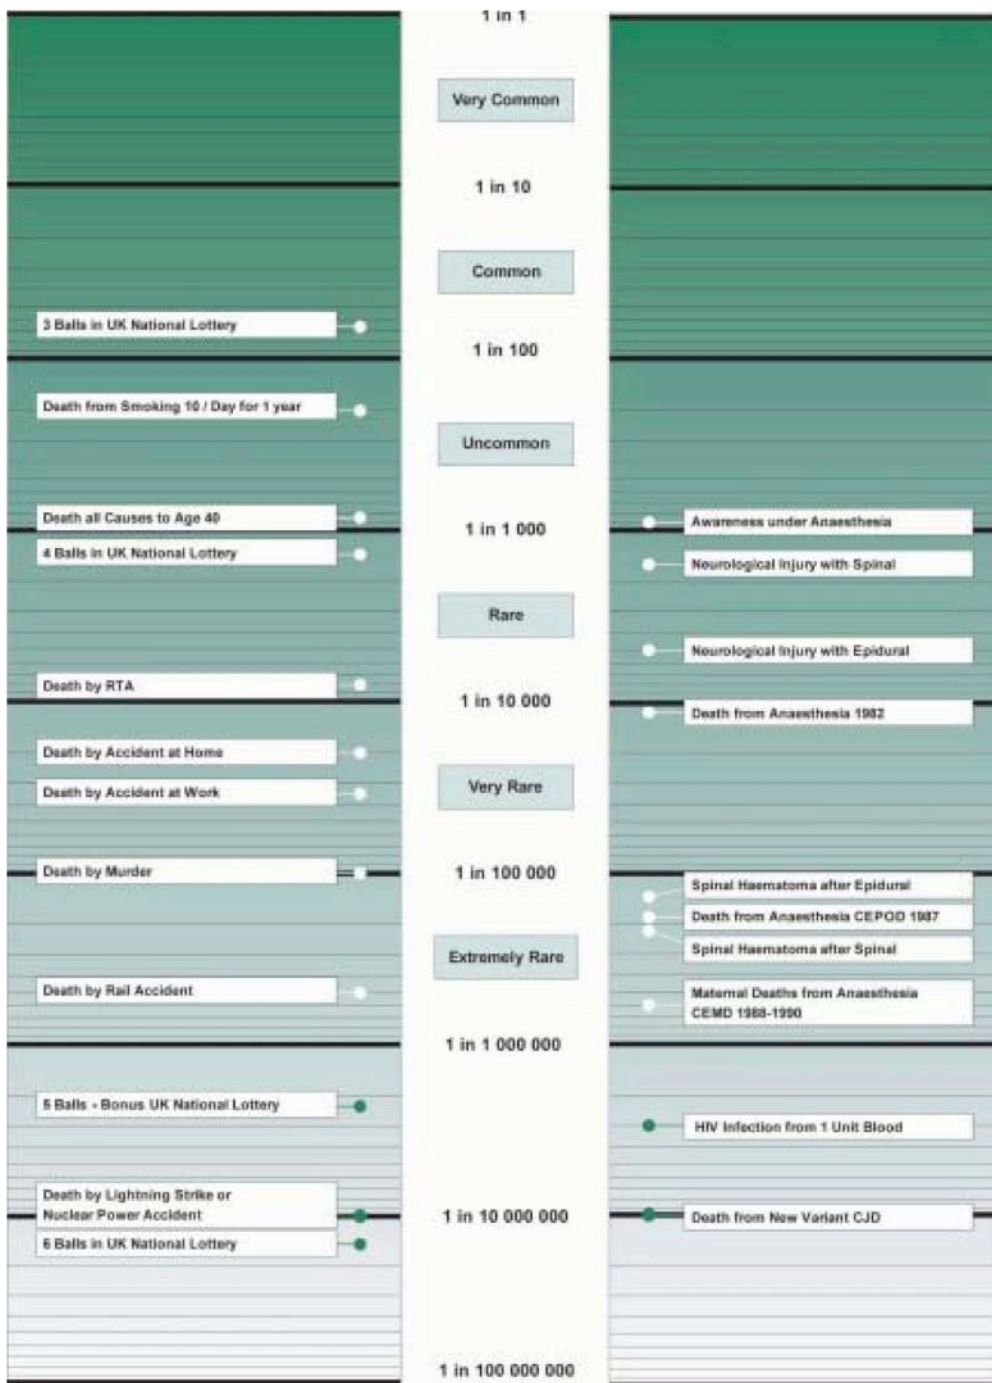 1 in 1
Very Common
1 in 10
Common
3 Balls in UK National Lottery
1 in 100
Death from Smoking 10 / Day for 1 year
Uncommon
Death all Causes to Age 40
1 in 1 000
Awareness under Anaesthesia
4 Balls in UK National Lottery
Neurological Injury with Spinal
Rare
Neurological Injury with Epidural
Death by RTA
1 in 10 000
Death from Anaesthesia 1982
Death by Accident at Home
Very Rare
Death by Accident at Work
Death by Murder
1 in 100 000
Spinal Haematoma after Epidural
Death from Anaesthesia CEPOD 1987
Spinal Haematoma after Spinal
Extremely Rare
Death by Rail Accident
Maternal Deaths from Anaesthesia
CEMD 1988-1990
1 in 1 000 000
5 Balls - Bonus UK National Lottery
HIV Infection from 1 Unit Blood
Death by Lightning Strike or
Nuclear Power Accident
1 in 10 000 000
Death from New Variant CJD
6 Balls in UK National Lottery
1 in 100 000 000